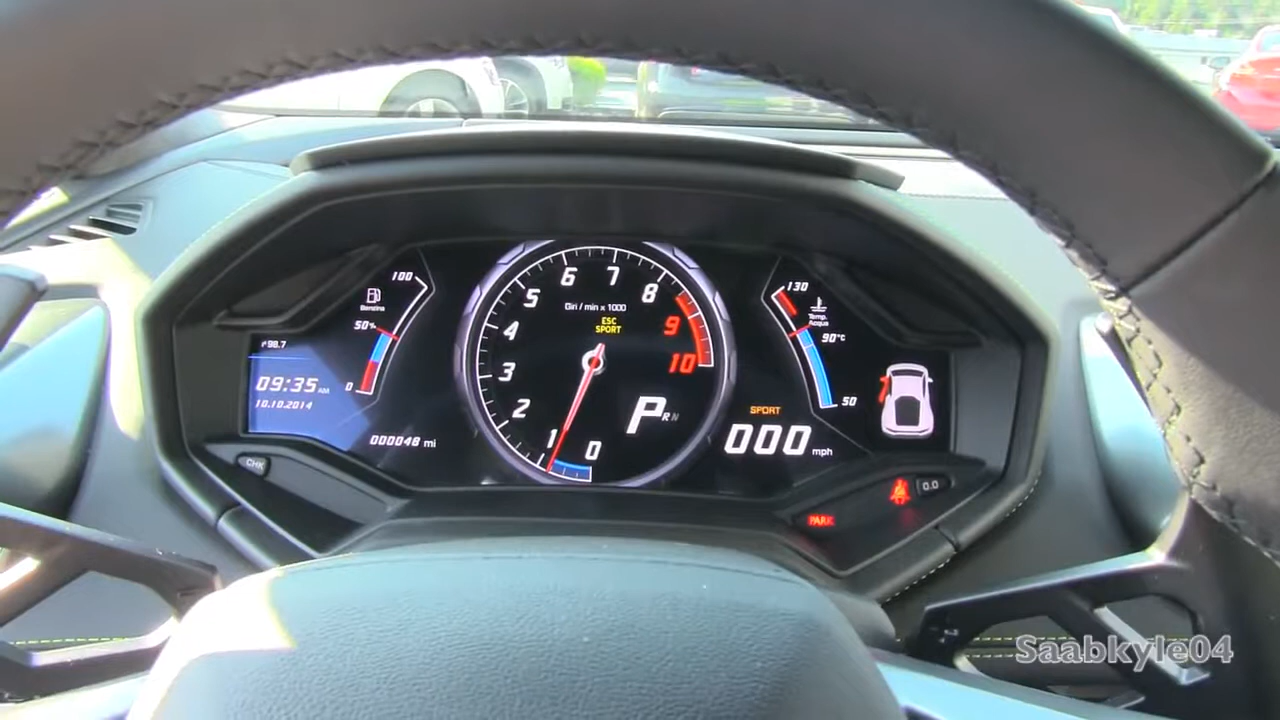 100
Benzina
50%
0
98.7
09:35 AM
10.10.2014
000048 mi
CHK
0
1
2
3
4
5
6
7
8
9
10
Giri / min x 1000
ESC
SPORT
P R N
130
Temp.
Acqua
90°C
50
SPORT
000 mph
0.0
PARK
Saabkyle04